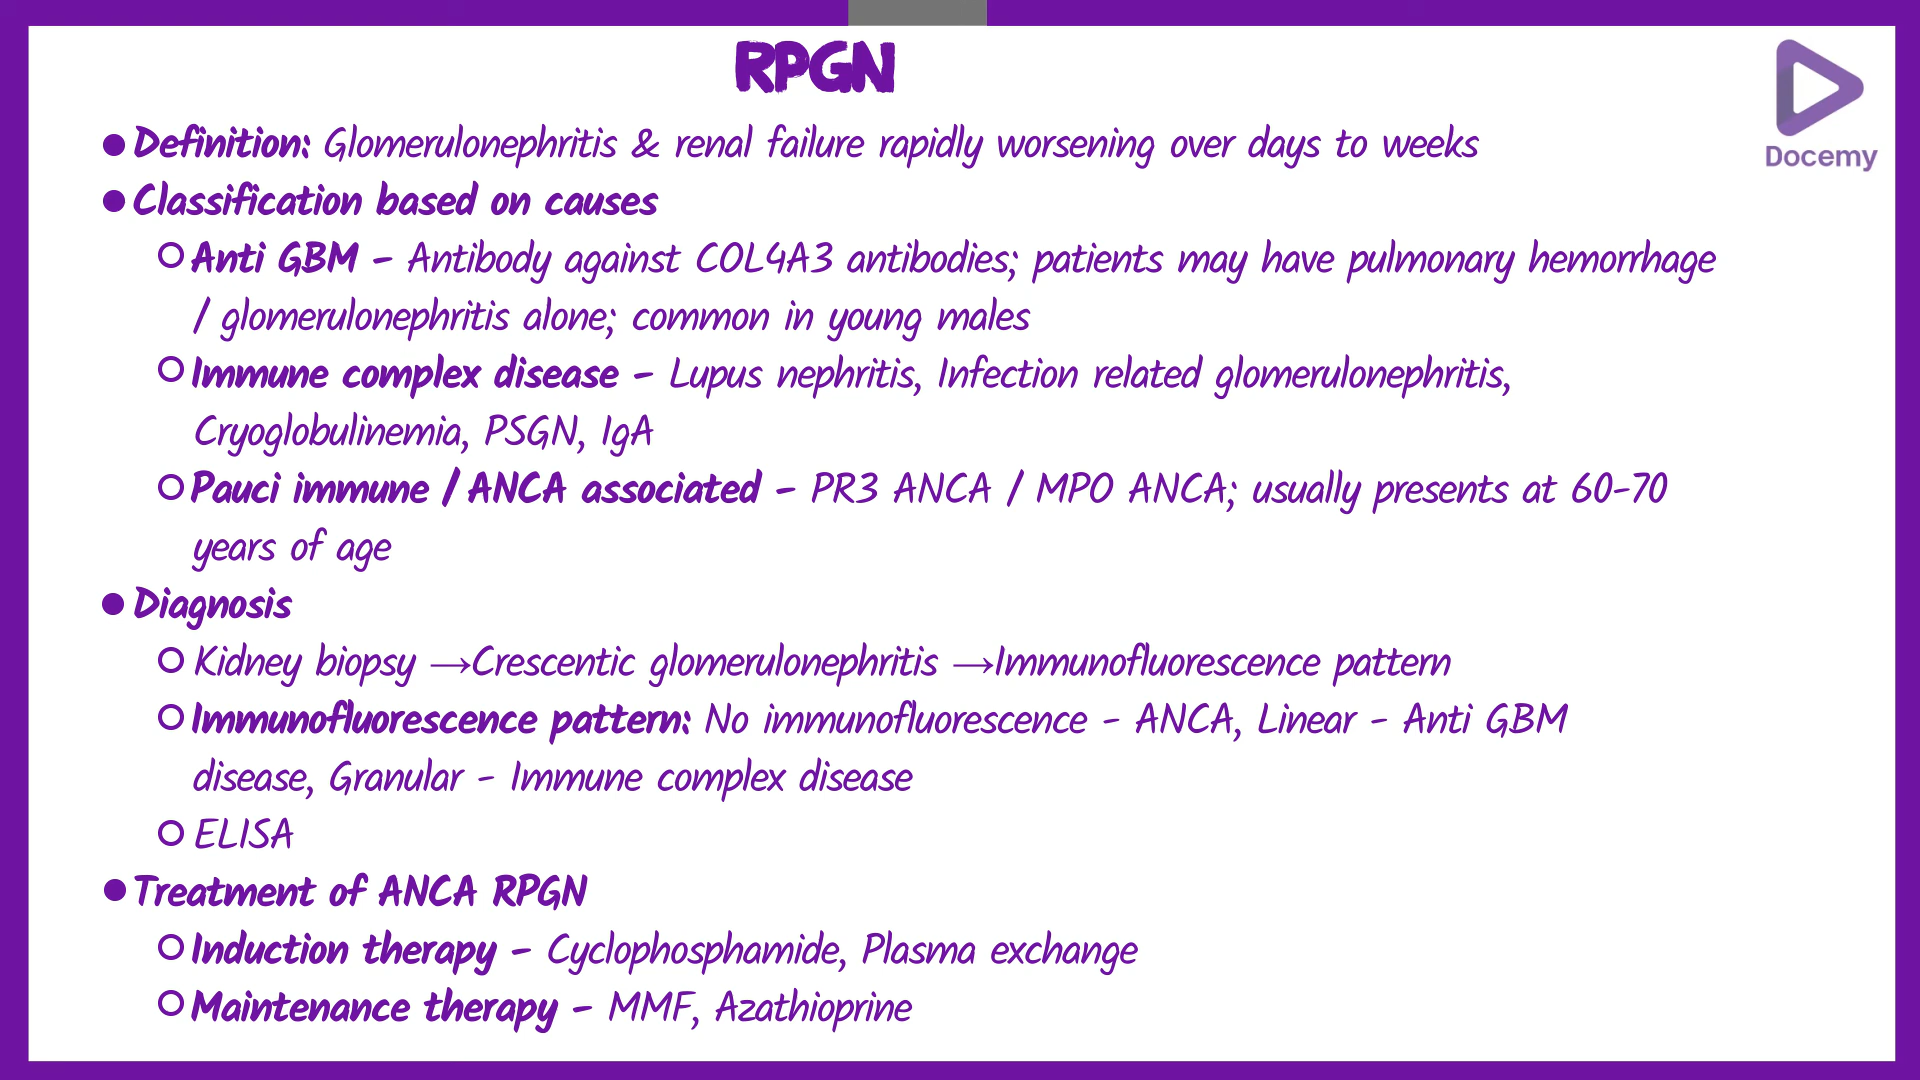 RPGN
Docemy
● Definition: Glomerulonephritis & renal failure rapidly worsening over days to weeks
● Classification based on causes
○ Anti GBM - Antibody against COL4A3 antibodies; patients may have pulmonary hemorrhage
/ glomerulonephritis alone; common in young males
○ Immune complex disease - Lupus nephritis, Infection related glomerulonephritis,
Cryoglobulinemia, PSGN, IgA
○ Pauci immune / ANCA associated - PR3 ANCA / MPO ANCA; usually presents at 60-70
years of age
● Diagnosis
○ Kidney biopsy →Crescentic glomerulonephritis →Immunofluorescence pattern
○ Immunofluorescence pattern: No immunofluorescence - ANCA, Linear - Anti GBM
disease, Granular - Immune complex disease
○ ELISA
● Treatment of ANCA RPGN
○ Induction therapy - Cyclophosphamide, Plasma exchange
○ Maintenance therapy - MMF, Azathioprine